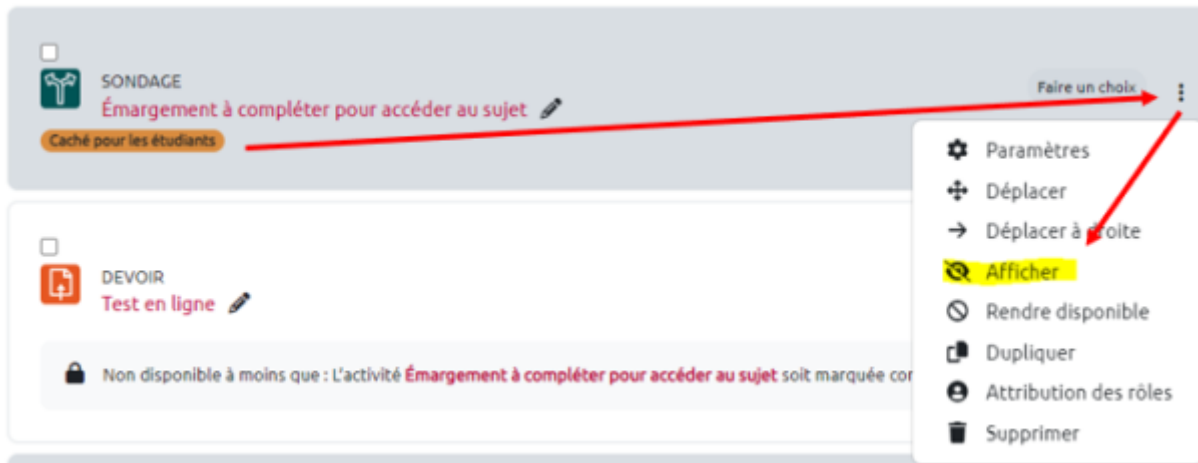 SONDAGE
Émargement à compléter pour accéder au sujet
Faire un choix
Caché pour les étudiants
Paramètres
Déplacer
Déplacer à droite
Afficher
Rendre disponible
Dupliquer
Attribution des rôles
Supprimer
DEVOIR
Test en ligne
Non disponible à moins que : L'activité Émargement à compléter pour accéder au sujet soit marquée